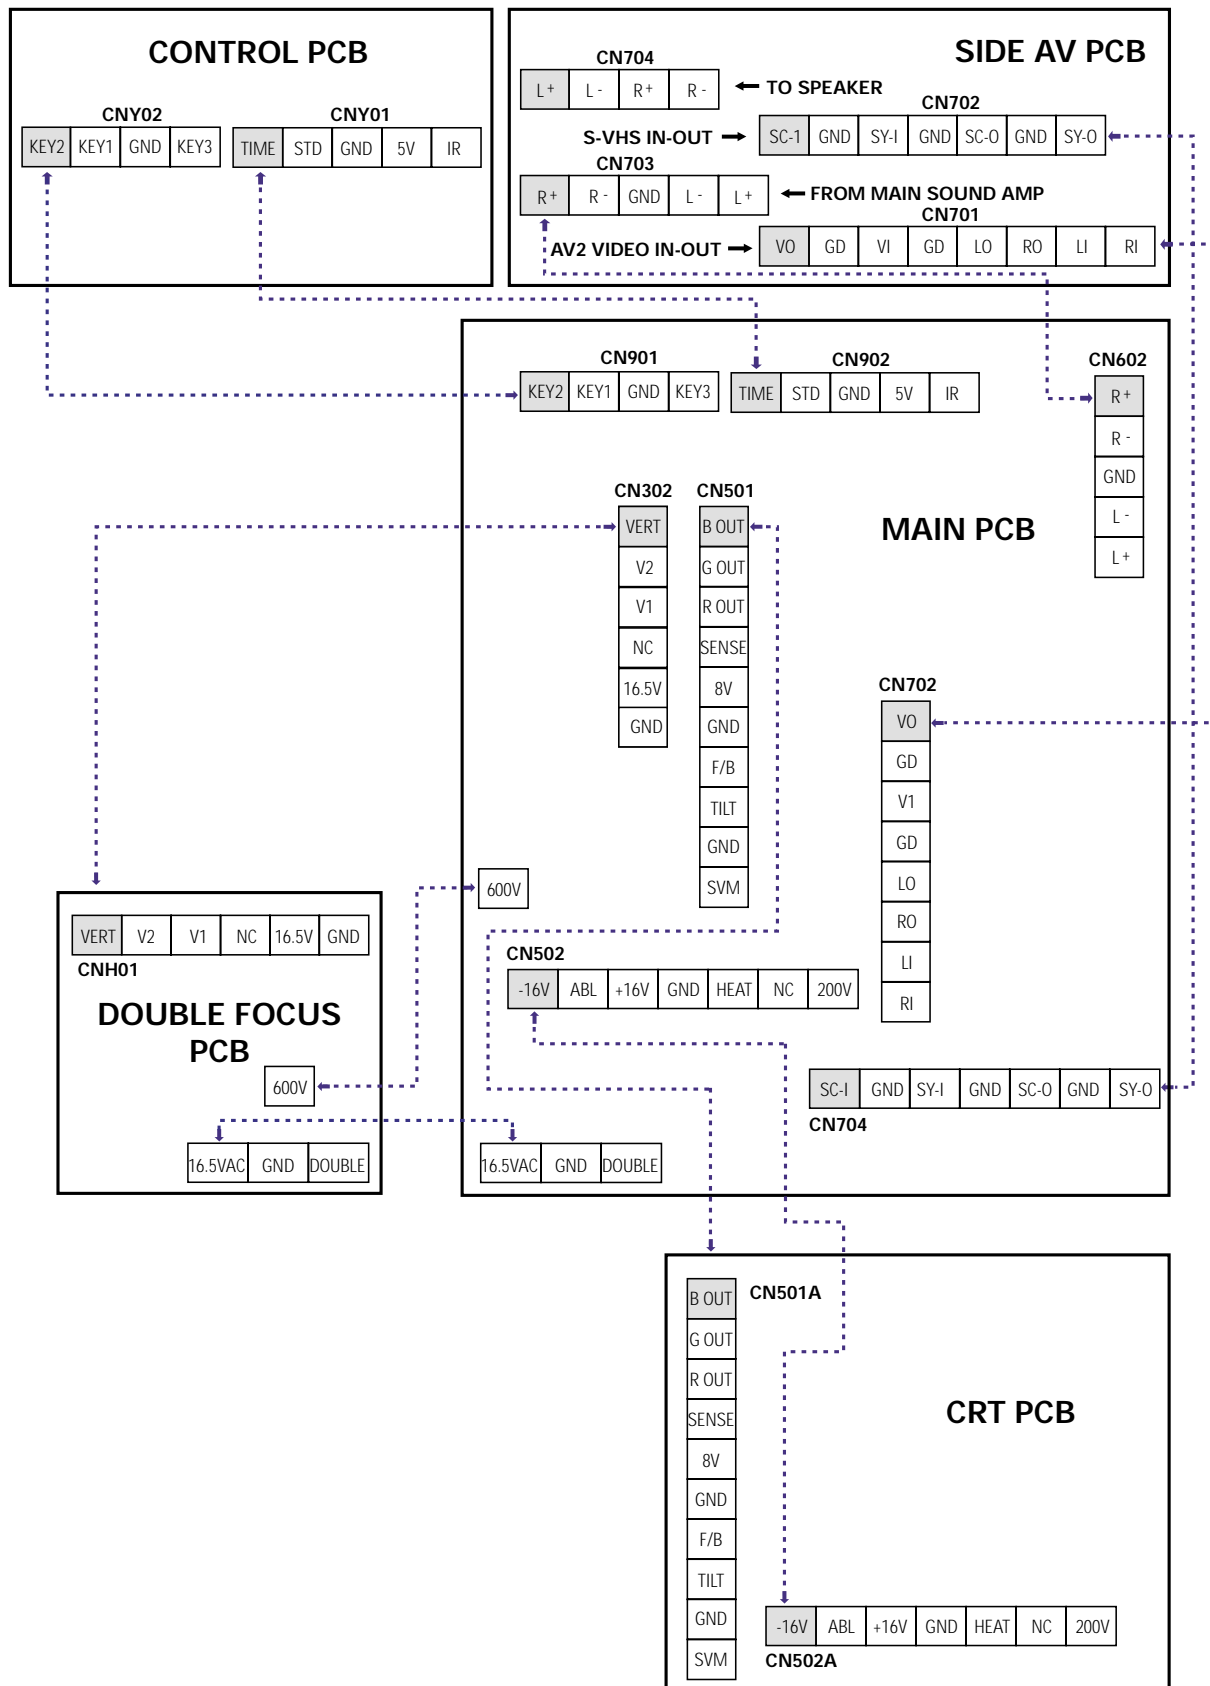 CONTROL PCB
CNY02
CNY01
KEY2 KEY1 GND KEY3
TIME STD GND 5V IR
SIDE AV PCB
CN704
L+ L- R+ R-
TO SPEAKER
CN702
S-VHS IN-OUT
SC-1 GND SY-I GND SC-O GND SY-O
CN703
R+ R- GND L- L+
FROM MAIN SOUND AMP
CN701
AV2 VIDEO IN-OUT
VO GD VI GD LO RO LI RI
MAIN PCB
CN901
KEY2 KEY1 GND KEY3
CN902
TIME STD GND 5V IR
CN602
R+
R-
GND
L-
L+
CN302
VERT
V2
V1
NC
16.5V
GND
CN501
B OUT
G OUT
R OUT
SENSE
8V
GND
F/B
TILT
GND
SVM
CN702
VO
GD
V1
GD
LO
RO
LI
RI
600V
CN502
-16V ABL +16V GND HEAT NC 200V
SC-I GND SY-I GND SC-O GND SY-O
CN704
16.5VAC GND DOUBLE
VERT V2 V1 NC 16.5V GND
CNH01
DOUBLE FOCUS
PCB
600V
16.5VAC GND DOUBLE
CN501A
B OUT
G OUT
R OUT
SENSE
8V
GND
F/B
TILT
GND
SVM
CRT PCB
-16V ABL +16V GND HEAT NC 200V
CN502A